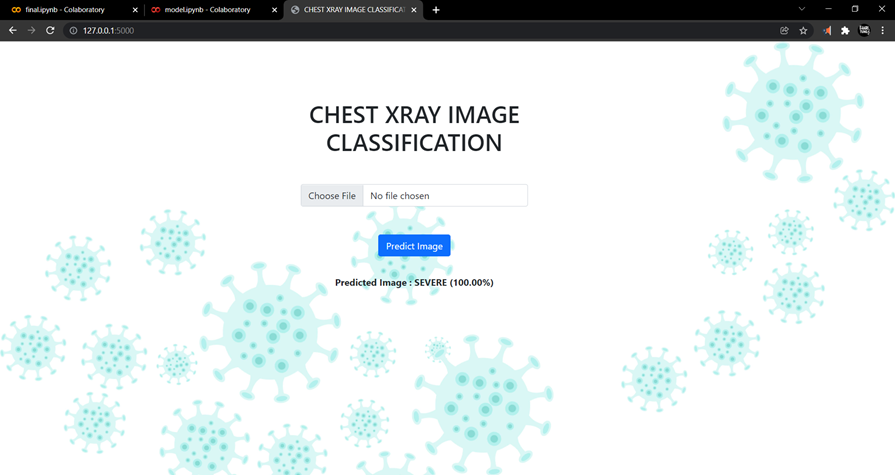 final.ipynb - Colaboratory
model.ipynb - Colaboratory
CHEST XRAY IMAGE CLASSIFICAT
127.0.0.1:5000
CHEST XRAY IMAGE
CLASSIFICATION
Choose File No file chosen
Predict Image
Predicted Image : SEVERE (100.00%)